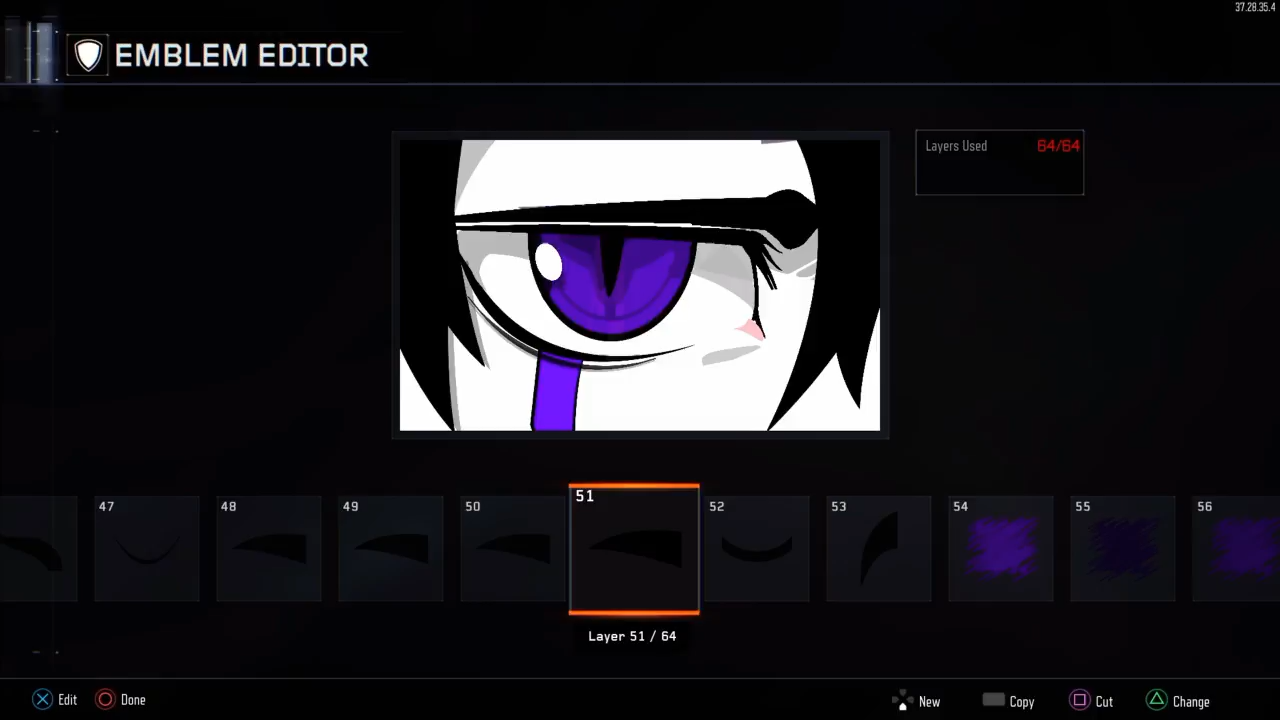 37.28.35.4
EMBLEM EDITOR
Layers Used 64/64
47 48 49 50 51 52 53 54 55 56
Layer 51 / 64
Edit Done New Copy Cut Change